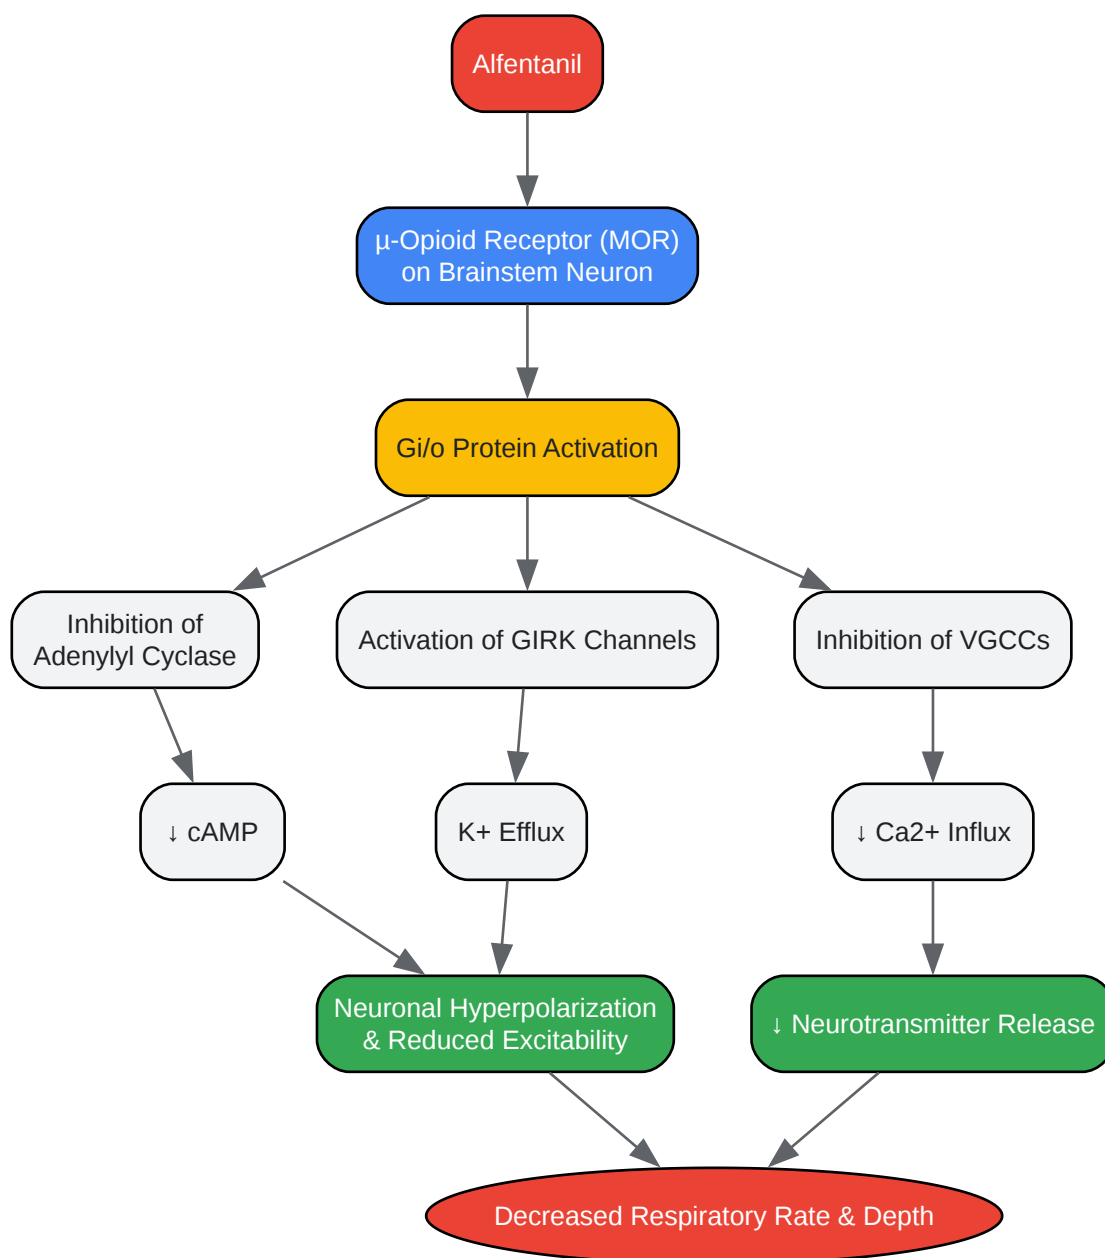 Alfentanil
µ-Opioid Receptor (MOR)
on Brainstem Neuron
Gi/o Protein Activation
Inhibition of
Adenylyl Cyclase
Activation of GIRK Channels
Inhibition of VGCCs
↓ cAMP
K+ Efflux
↓ Ca2+ Influx
Neuronal Hyperpolarization
& Reduced Excitability
↓ Neurotransmitter Release
Decreased Respiratory Rate & Depth